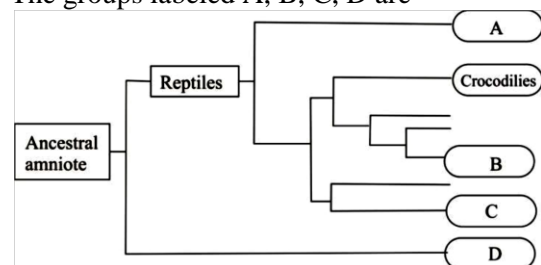 The groups labeled A, B, C, D are
A
Reptiles
Crocodilies
Ancestral
amniote
B
C
D